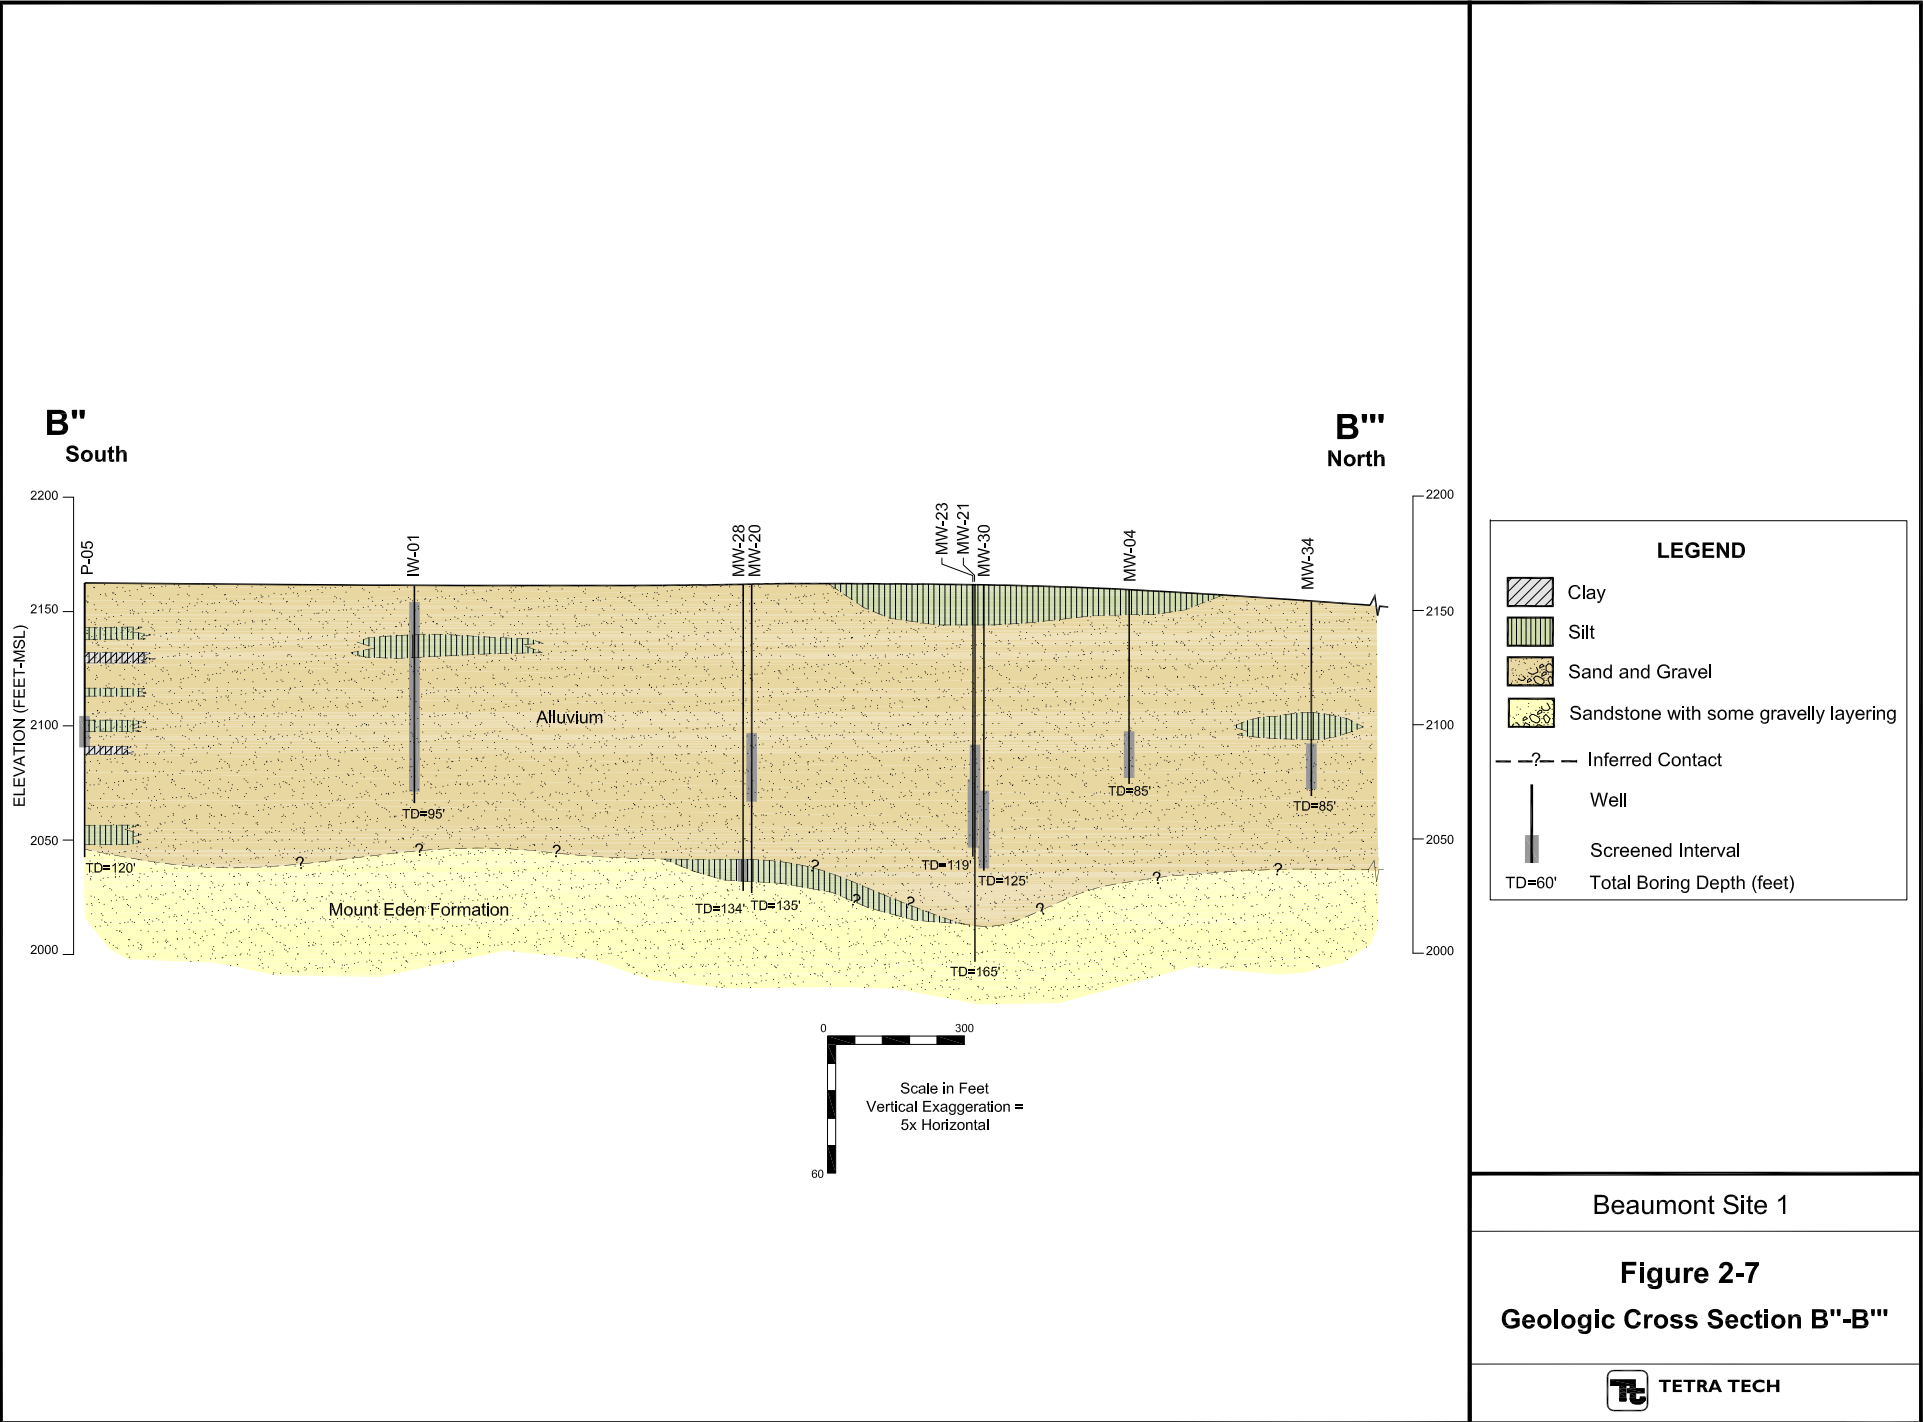 B"
South
B'''
North
ELEVATION (FEET-MSL)
2200
2150
2100
2050
2000
P-05
IW-01
MW-28
MW-20
MW-23
MW-21
MW-30
MW-04
MW-34
2200
2150
2100
2050
2000
Alluvium
TD=95'
TD=85'
TD=85'
? ? ? ? ? ? ? ? ?
TD=120'
TD=119'
TD=125'
Mount Eden Formation
TD=134'
TD=135'
TD=165'
0 300
60
Scale in Feet
Vertical Exaggeration =
5x Horizontal
LEGEND
Clay
Silt
Sand and Gravel
Sandstone with some gravelly layering
? Inferred Contact
Well
Screened Interval
TD=60' Total Boring Depth (feet)
Beaumont Site 1
Figure 2-7
Geologic Cross Section B"-B'''
Tt TETRA TECH